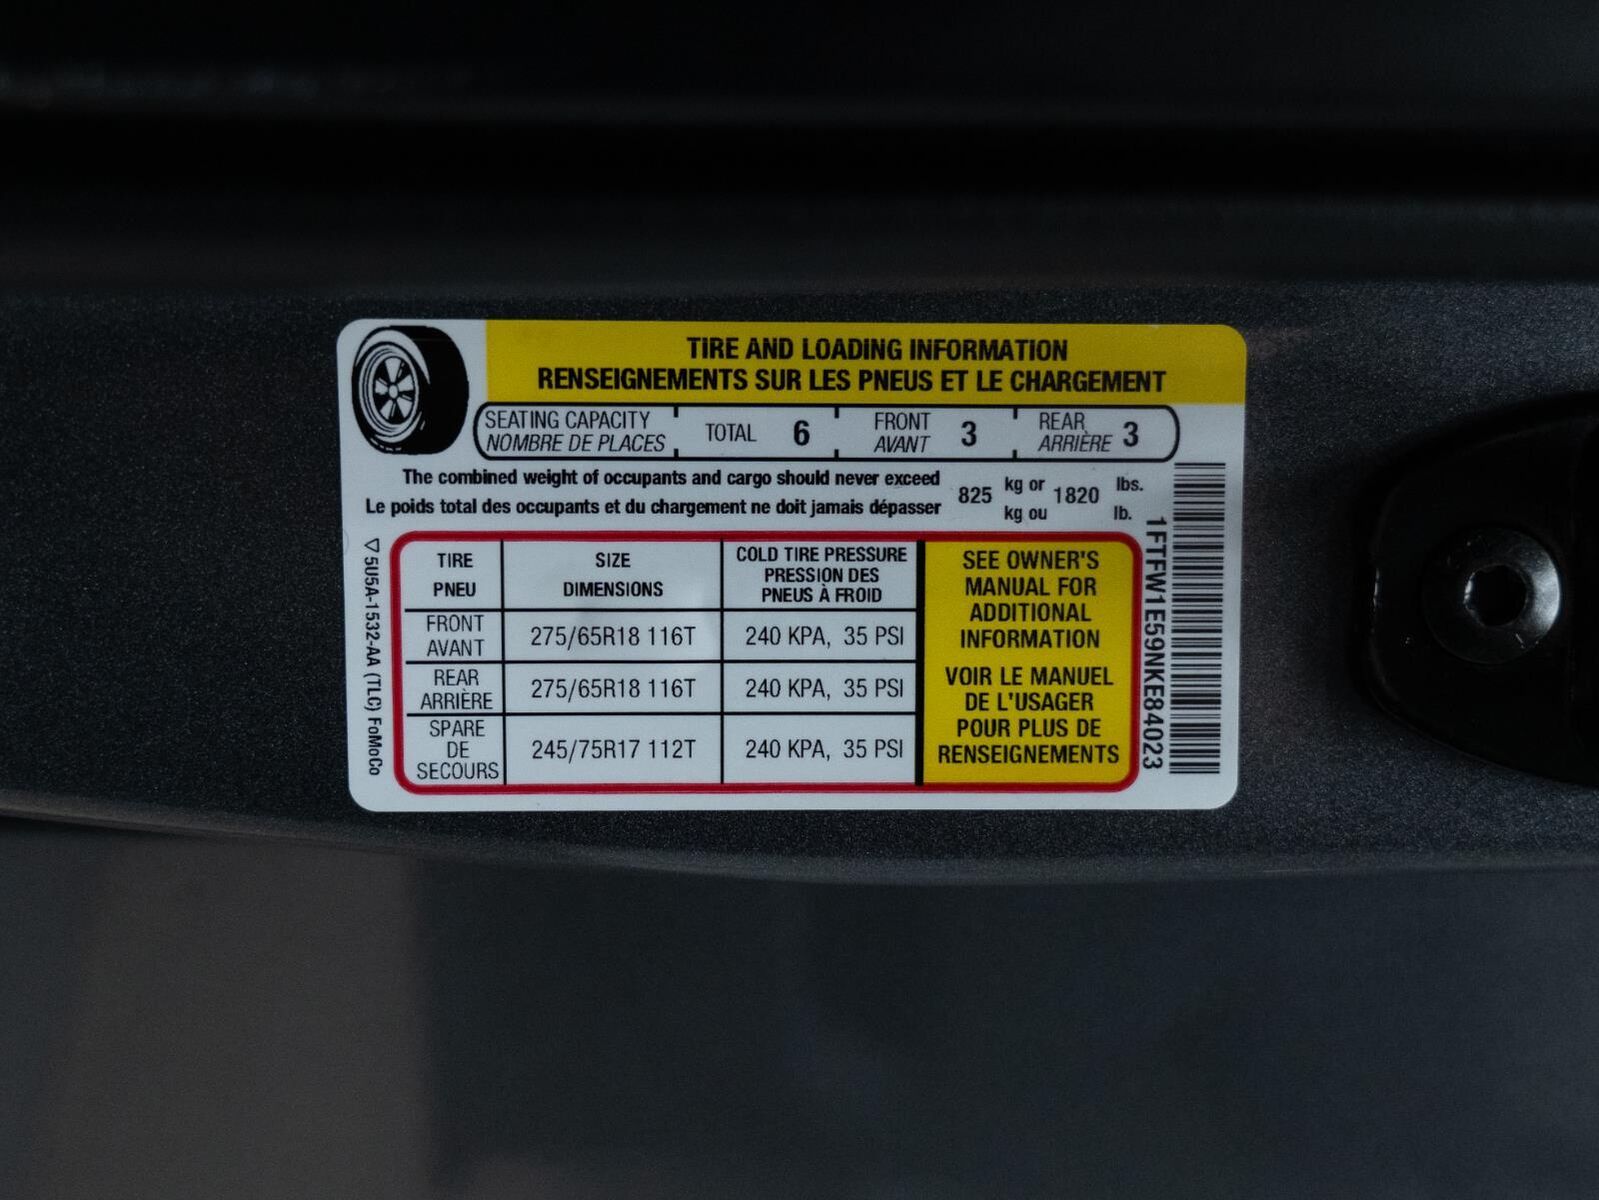 TIRE AND LOADING INFORMATION
RENSEIGNEMENTS SUR LES PNEUS ET LE CHARGEMENT
SEATING CAPACITY
NOMBRE DE PLACES
TOTAL 6
FRONT
AVANT
3
REAR
ARRIÈRE
3
The combined weight of occupants and cargo should never exceed
Le poids total des occupants et du chargement ne doit jamais dépasser
825
kg or
kg ou
1820
lbs.
lb.
TIRE
PNEU
SIZE
DIMENSIONS
COLD TIRE PRESSURE
PRESSION DES
PNEUS À FROID
FRONT
AVANT
275/65R18 116T
240 KPA, 35 PSI
REAR
ARRIÈRE
275/65R18 116T
240 KPA, 35 PSI
SPARE
DE
SECOURS
245/75R17 112T
240 KPA, 35 PSI
SEE OWNER'S
MANUAL FOR
ADDITIONAL
INFORMATION
VOIR LE MANUEL
DE L'USAGER
POUR PLUS DE
RENSEIGNEMENTS
5U5A-1532-AA (TLC) FoMoCo
1FTFW1E59NKE84023